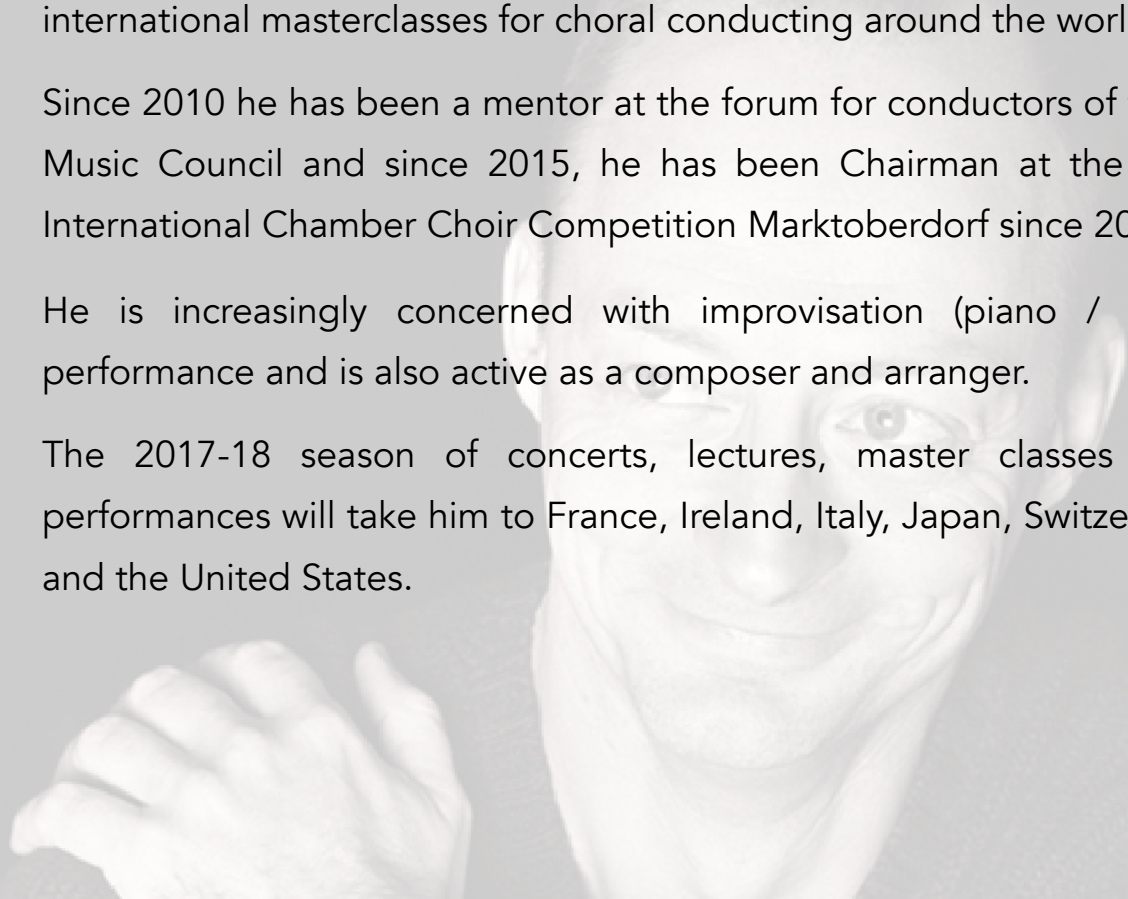 international masterclasses for choral conducting around the
Since 2010 he has been a mentor at the forum for conductors of
Music Council and since 2015, he has been Chairman at the
International Chamber Choir Competition Marktoberdorf since
He is increasingly concerned with improvisation (piano /
performance and is also active as a composer and arranger.
The 2017-18 season of concerts, lectures, master classes
performances will take him to France, Ireland, Italy, Japan,
and the United States.